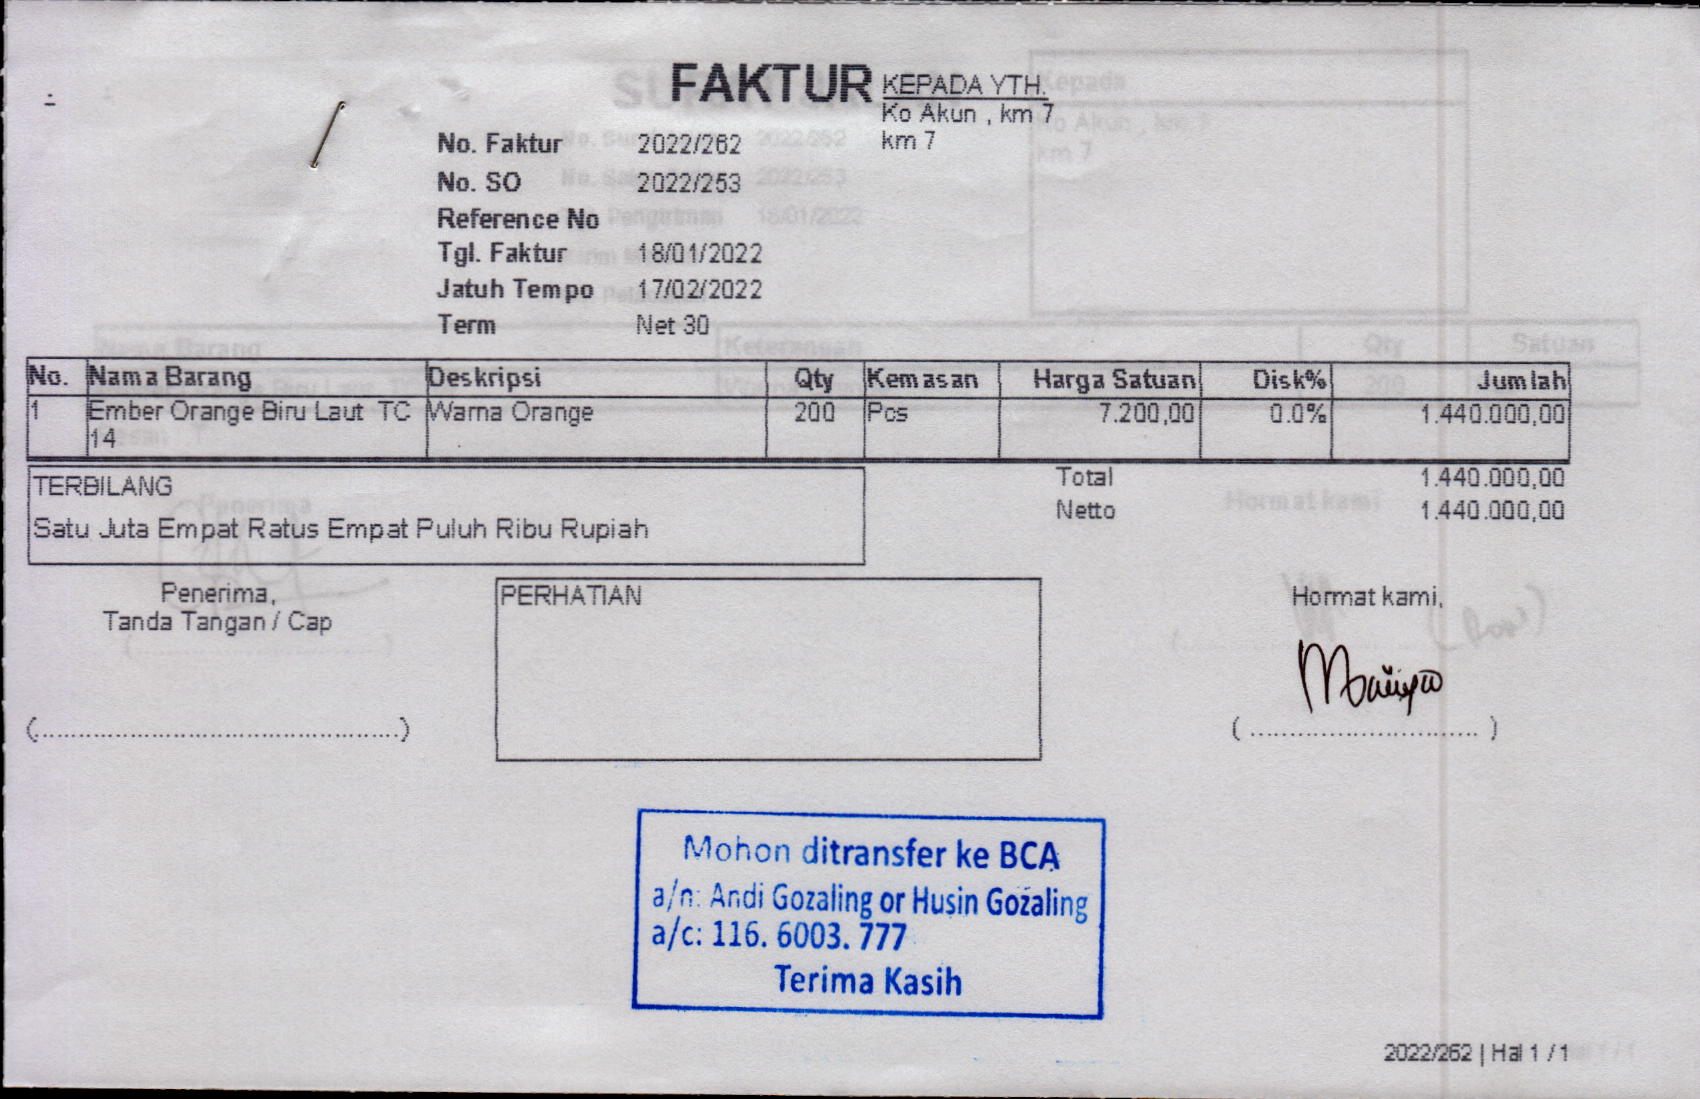 FAKTUR
KEPADA YTH.
Ko Akun , km 7
km 7
No. Faktur 2022/262
No. SO 2022/253
Reference No
Tgl. Faktur 18/01/2022
Jatuh Tempo 17/02/2022
Term Net 30
No. Nama Barang Deskripsi Qty Kemasan Harga Satuan Disk% Jumlah
1 Ember Orange Biru Laut TC 14 Warna Orange 200 Pcs 7.200,00 0.0% 1.440.000,00
TERBILANG
Satu Juta Empat Ratus Empat Puluh Ribu Rupiah
Total 1.440.000,00
Netto 1.440.000,00
Penerima,
Tanda Tangan / Cap
(..............................................)
PERHATIAN
Hormat kami,
( ............................. )
Mohon ditransfer ke BCA
a/n: Andi Gozaling or Husin Gozaling
a/c: 116. 6003. 777
Terima Kasih
2022/262 | Hal 1 / 1